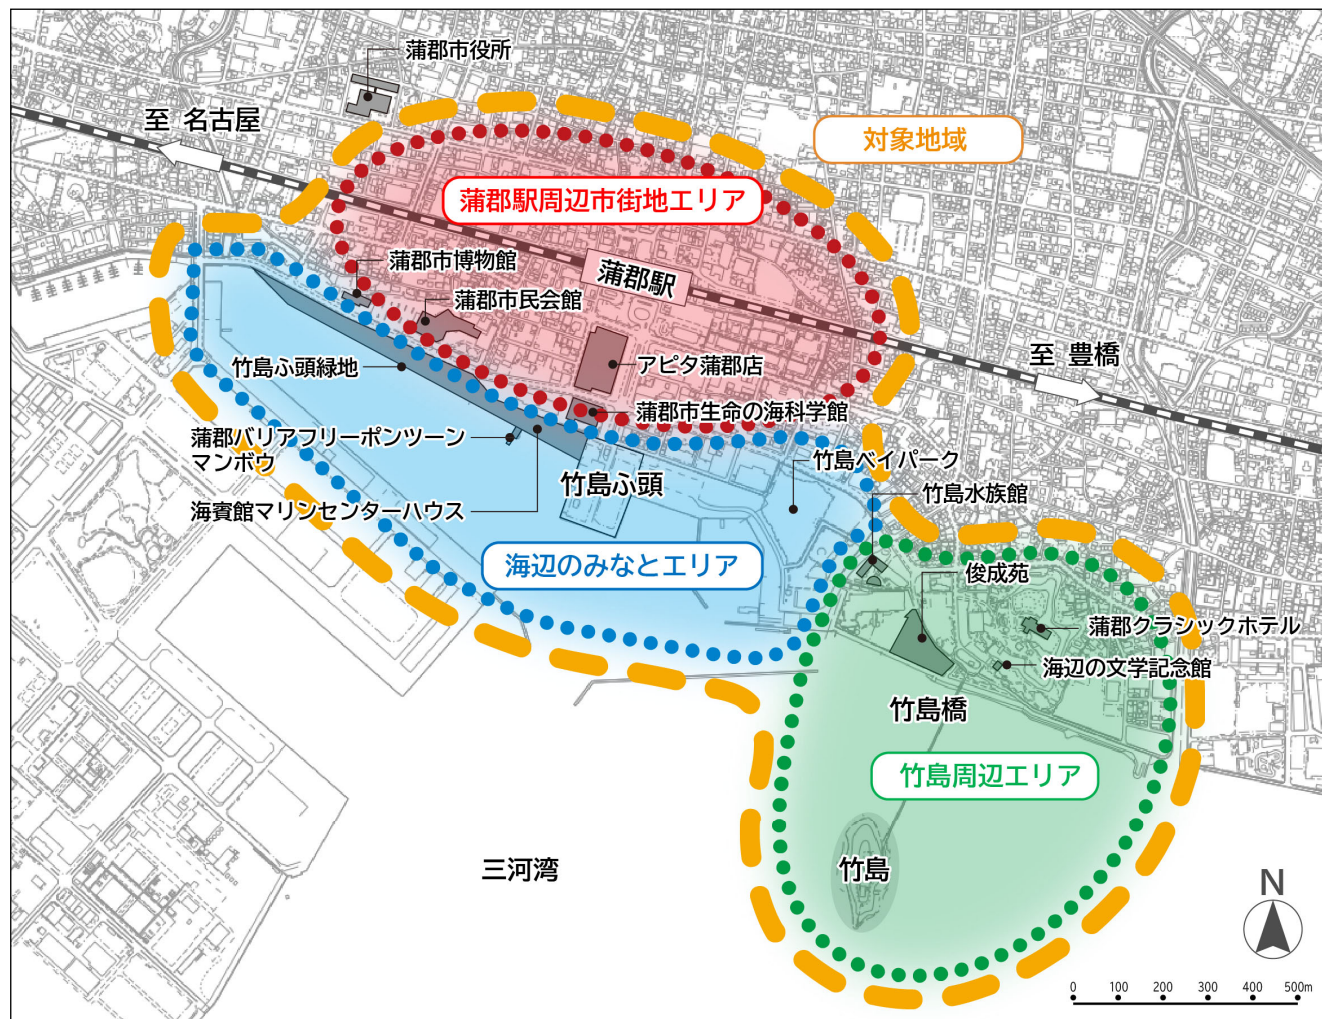 蒲郡市役所
至 名古屋
対象地域
蒲郡駅周辺市街地エリア
蒲郡市博物館
蒲郡駅
蒲郡市民会館
至 豊橋
竹島ふ頭緑地
アピタ蒲郡店
蒲郡市生命の海科学館
蒲郡バリアフリーポンツーン
マンボウ
竹島ベイパーク
竹島ふ頭
竹島水族館
海賓館マリンセンターハウス
海辺のみなとエリア
俊成苑
蒲郡クラシックホテル
海辺の文学記念館
竹島橋
竹島周辺エリア
三河湾
竹島
N
0 100 200 300 400 500m